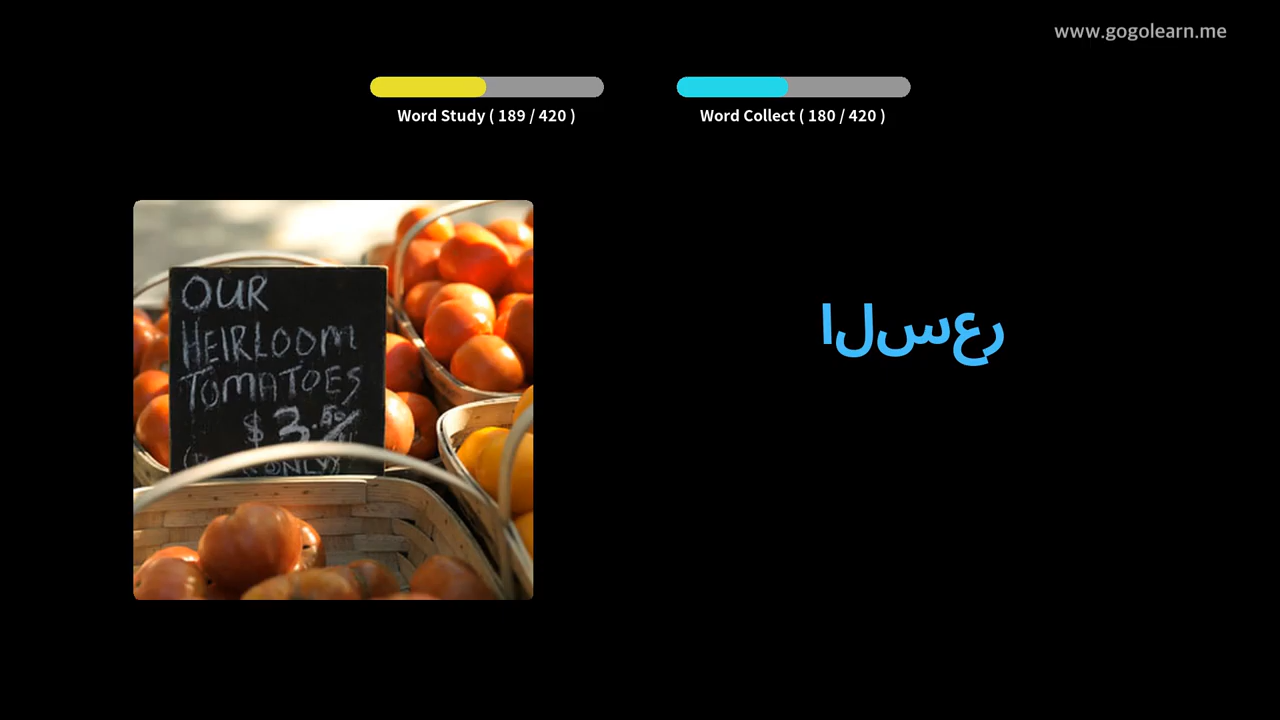 www.gogolearn.me
Word Study ( 189 / 420 )
Word Collect ( 180 / 420 )
OUR
HEIRLOOM
TOMATOES
$3.50/
ONLY)
السعر